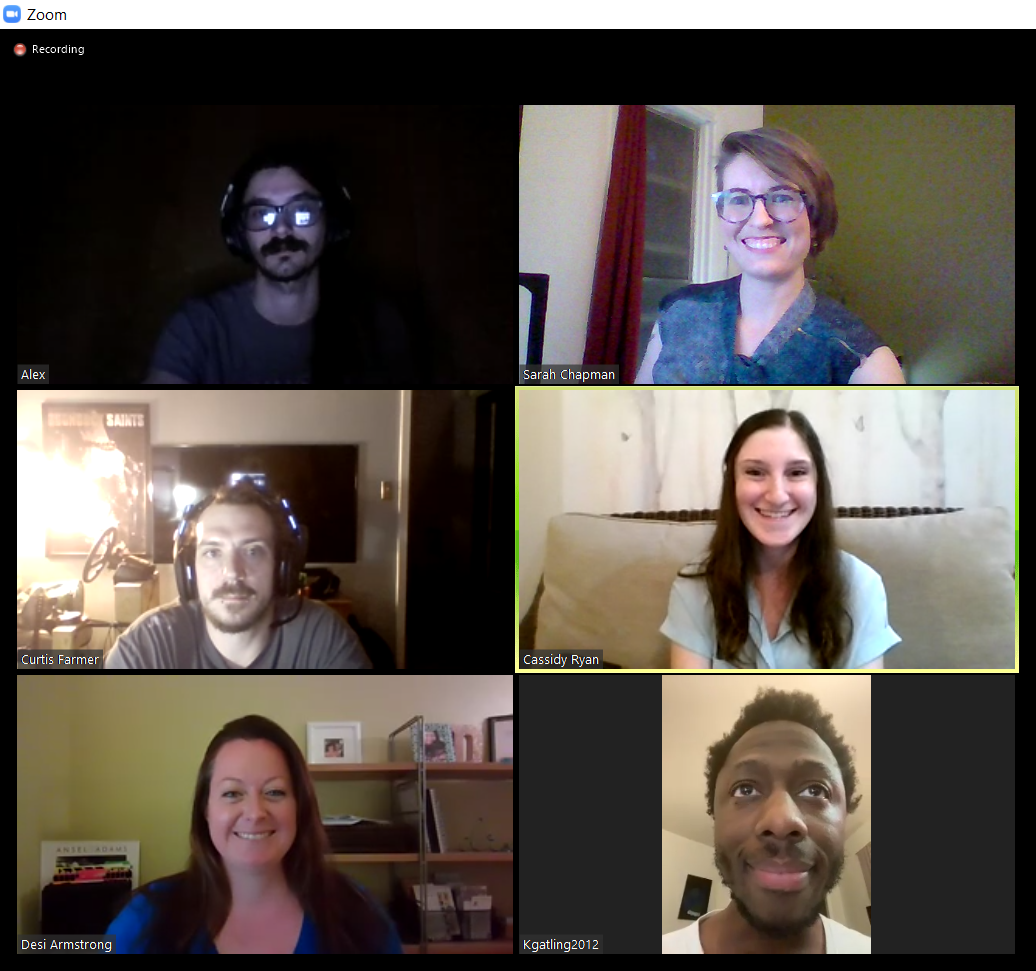 Zoom
Recording
Alex
Sarah Chapman
BOONDOCK SAINTS
Curtis Farmer
Cassidy Ryan
ANSEL ADAMS
Desi Armstrong
Kgatling2012